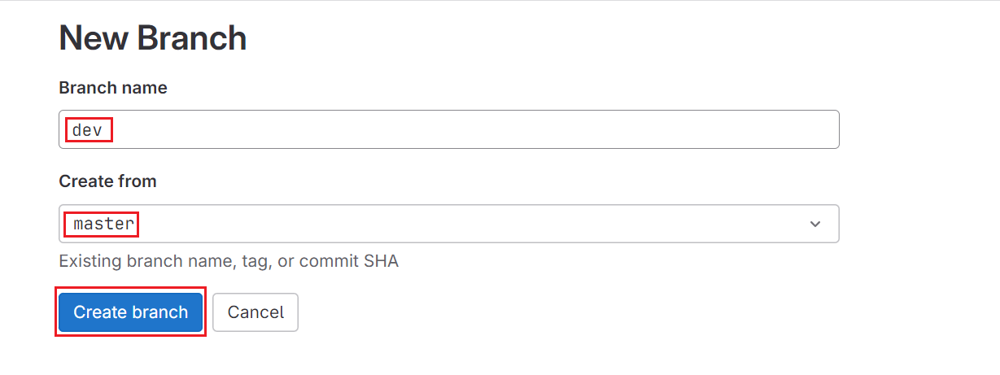 New Branch
Branch name
dev
Create from
master
Existing branch name, tag, or commit SHA
Create branch Cancel